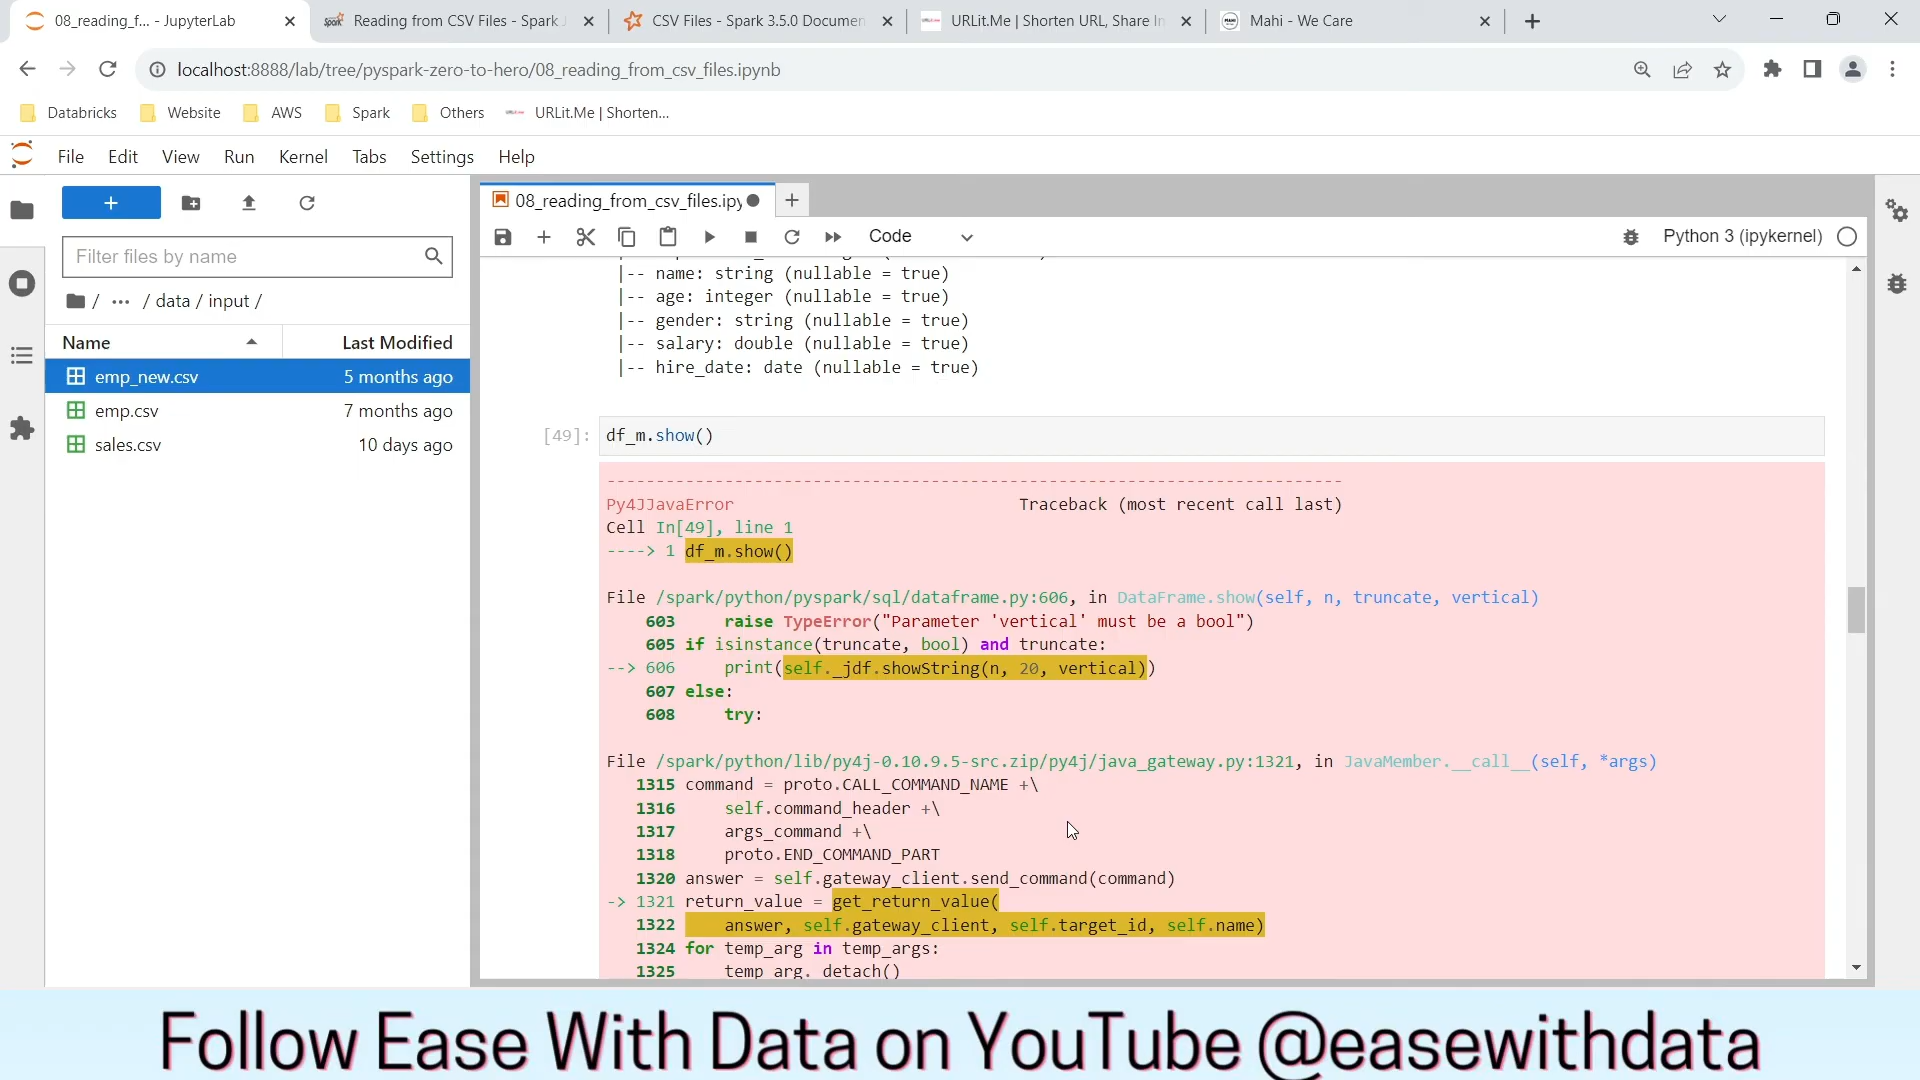 08_reading_f... - JupyterLab
Reading from CSV Files - Spark
CSV Files - Spark 3.5.0 Documen
URLit.Me | Shorten URL, Share In
Mahi - We Care
localhost:8888/lab/tree/pyspark-zero-to-hero/08_reading_from_csv_files.ipynb
Databricks
Website
AWS
Spark
Others
URLit.Me | Shorten...
File Edit View Run Kernel Tabs Settings Help
08_reading_from_csv_files.ipy
Filter files by name
/ ··· / data / input /
Code
Python 3 (ipykernel)
Name Last Modified
emp_new.csv 5 months ago
emp.csv 7 months ago
sales.csv 10 days ago
|-- name: string (nullable = true)
|-- age: integer (nullable = true)
|-- gender: string (nullable = true)
|-- salary: double (nullable = true)
|-- hire_date: date (nullable = true)
[49]: df_m.show()
---------------------------------------------------------------------------
Py4JJavaError Traceback (most recent call last)
Cell In[49], line 1
----> 1 df_m.show()
File /spark/python/pyspark/sql/dataframe.py:606, in DataFrame.show(self, n, truncate, vertical)
603 raise TypeError("Parameter 'vertical' must be a bool")
605 if isinstance(truncate, bool) and truncate:
--> 606 print(self._jdf.showString(n, 20, vertical))
607 else:
608 try:
File /spark/python/lib/py4j-0.10.9.5-src.zip/py4j/java_gateway.py:1321, in JavaMember.__call__(self, *args)
1315 command = proto.CALL_COMMAND_NAME +\
1316 self.command_header +\
1317 args_command +\
1318 proto.END_COMMAND_PART
1320 answer = self.gateway_client.send_command(command)
-> 1321 return_value = get_return_value(
1322 answer, self.gateway_client, self.target_id, self.name)
1324 for temp_arg in temp_args:
1325 temp_arg._detach()
Follow Ease With Data on YouTube @easewithdata